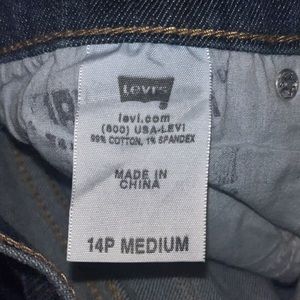 Levi's
levi.com
(800) USA-LEVI
99% COTTON, 1% SPANDEX
MADE IN
CHINA
14P MEDIUM